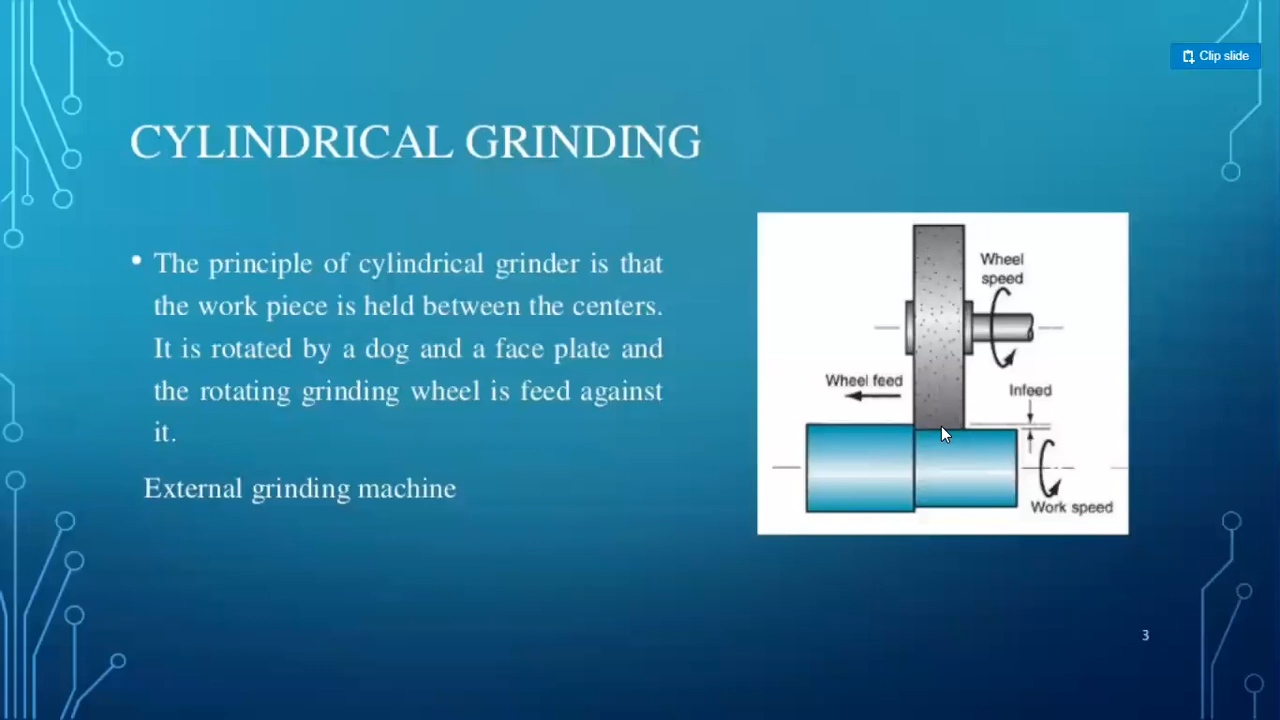 Clip slide
CYLINDRICAL GRINDING
• The principle of cylindrical grinder is that
the work piece is held between the centers.
It is rotated by a dog and a face plate and
the rotating grinding wheel is feed against
it.
External grinding machine
Wheel
speed
Wheel feed
Infeed
Work speed
3